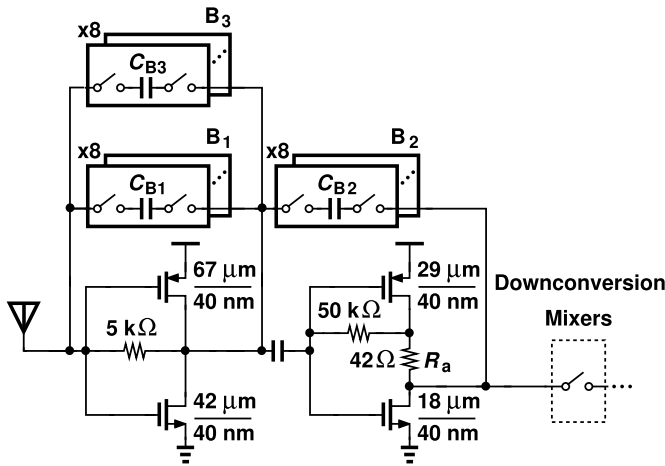 B3
x8
CB3
B1
x8
CB1
B2
x8
CB2
67 μm
40 nm
5 kΩ
42 μm
40 nm
29 μm
40 nm
50 kΩ
42Ω Ra
18 μm
40 nm
Downconversion
Mixers